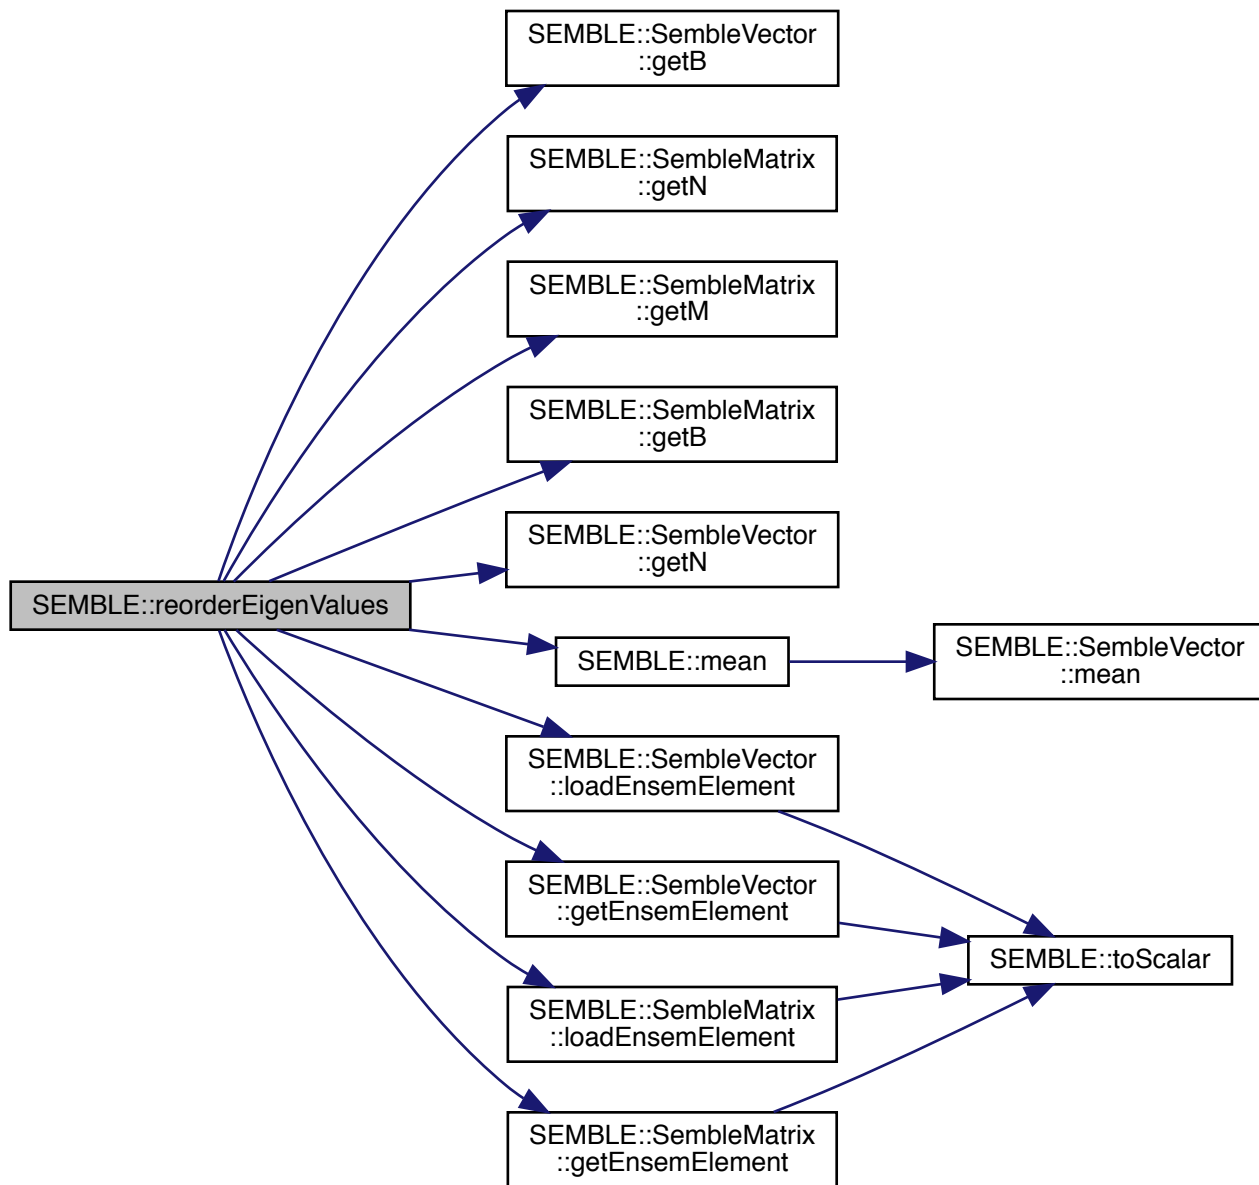 SEMBLE::SembleVector
::getB
SEMBLE::SembleMatrix
::getN
SEMBLE::SembleMatrix
::getM
SEMBLE::SembleMatrix
::getB
SEMBLE::SembleVector
::getN
SEMBLE::reorderEigenValues
SEMBLE::mean
SEMBLE::SembleVector
::mean
SEMBLE::SembleVector
::loadEnsemElement
SEMBLE::SembleVector
::getEnsemElement
SEMBLE::toScalar
SEMBLE::SembleMatrix
::loadEnsemElement
SEMBLE::SembleMatrix
::getEnsemElement